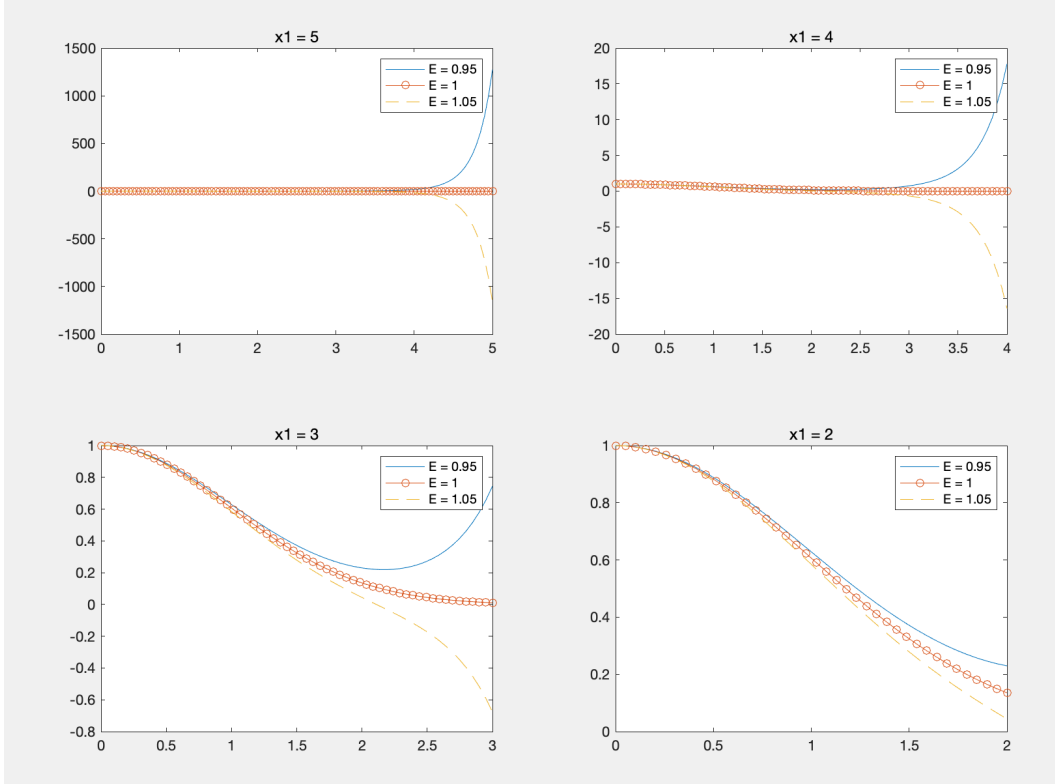 x1 = 5
1500
1000
500
0
-500
-1000
-1500
0 1 2 3 4 5
E = 0.95
E = 1
E = 1.05
x1 = 4
20
15
10
5
0
-5
-10
-15
-20
0 0.5 1 1.5 2 2.5 3 3.5 4
E = 0.95
E = 1
E = 1.05
x1 = 3
1
0.8
0.6
0.4
0.2
0
-0.2
-0.4
-0.6
-0.8
0 0.5 1 1.5 2 2.5 3
E = 0.95
E = 1
E = 1.05
x1 = 2
1
0.8
0.6
0.4
0.2
0
0 0.5 1 1.5 2
E = 0.95
E = 1
E = 1.05